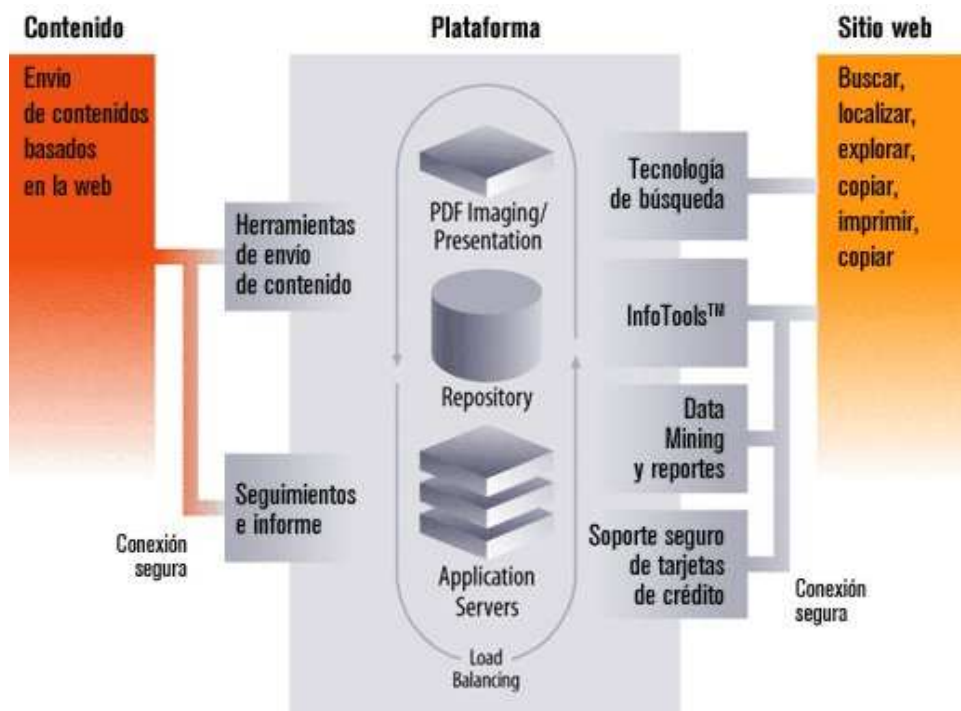 Contenido
Plataforma
Sitio web
Envío
de contenidos
basados
en la web
Herramientas
de envío
de contenido
Seguimientos
e informe
Conexión
segura
PDF Imaging/
Presentation
Repository
Application
Servers
Load
Balancing
Tecnología
de búsqueda
InfoTools™
Data
Mining
y reportes
Soporte seguro
de tarjetas
de crédito
Buscar,
localizar,
explorar,
copiar,
imprimir,
copiar
Conexión
segura